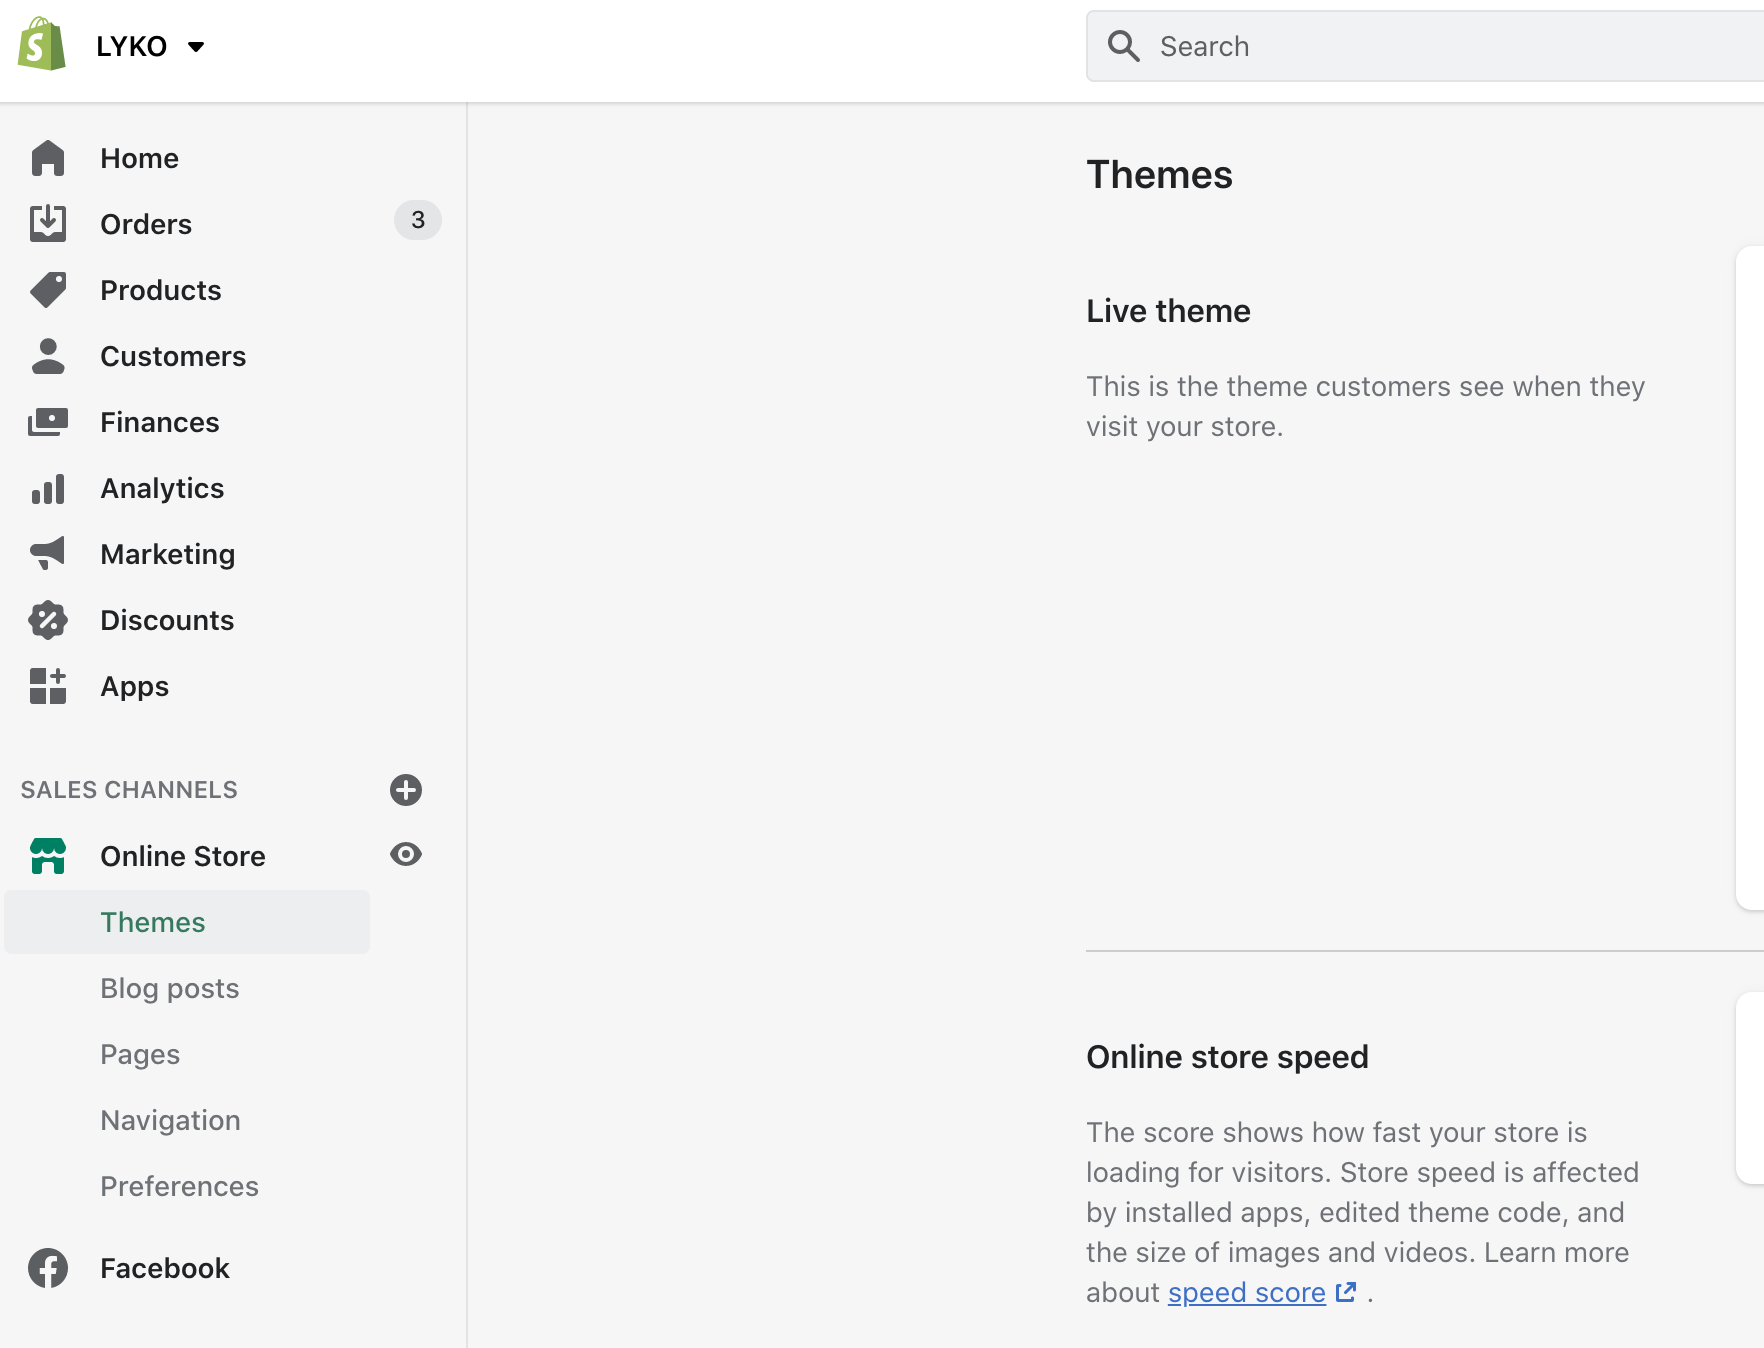 LYKO
Search
Home
Orders 3
Products
Customers
Finances
Analytics
Marketing
Discounts
Apps
SALES CHANNELS
Online Store
Themes
Blog posts
Pages
Navigation
Preferences
Facebook
Themes
Live theme
This is the theme customers see when they
visit your store.
Online store speed
The score shows how fast your store is
loading for visitors. Store speed is affected
by installed apps, edited theme code, and
the size of images and videos. Learn more
about speed score .